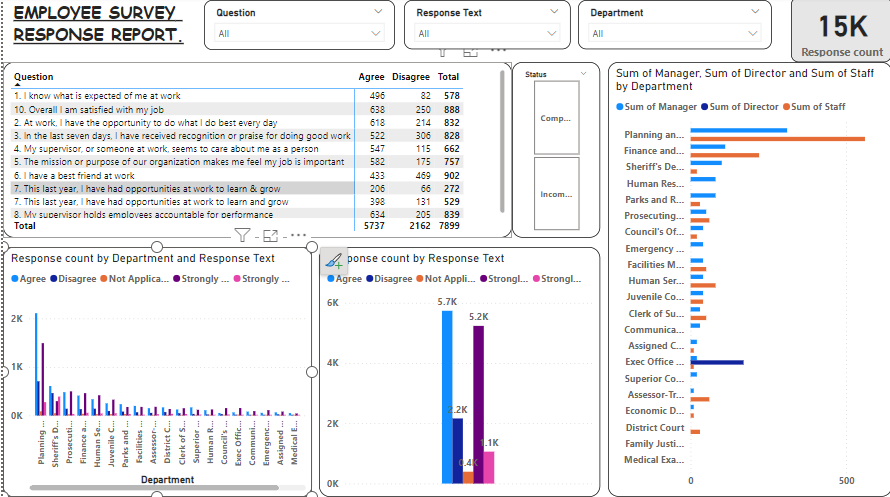 EMPLOYEE SURVEY
RESPONSE REPORT.
Question
All
Response Text
All
Department
All
15K
Response count
Question Agree Disagree Total
1. I know what is expected of me at work 496 82 578
10. Overall I am satisfied with my job 638 250 888
2. At work, I have the opportunity to do what I do best every day 618 214 832
3. In the last seven days, I have received recognition or praise for doing good work 522 306 828
4. My supervisor, or someone at work, seems to care about me as a person 547 115 662
5. The mission or purpose of our organization makes me feel my job is important 582 175 757
6. I have a best friend at work 433 469 902
7. This last year, I have had opportunities at work to learn & grow 206 66 272
7. This last year, I have had opportunities at work to learn and grow 398 131 529
8. My supervisor holds employees accountable for performance 634 205 839
Total 5737 2162 7899
Status
Comp...
Incom...
Sum of Manager, Sum of Director and Sum of Staff
by Department
Sum of Manager Sum of Director Sum of Staff
Planning an...
Finance and...
Sheriff's De...
Human Res...
Parks and R...
Prosecuting...
Council's Of...
Emergency ...
Facilities M...
Human Ser...
Juvenile Co...
Clerk of Su...
Communica...
Assigned C...
Exec Office ...
Superior Co...
Assessor-Tr...
Economic D...
District Court
Family Justi...
Medical Exa...
0 500
Response count by Department and Response Text
Agree Disagree Not Applica... Strongly ... Strongly ...
2K
1K
0K
Planning ...
Sheriff's D...
Prosecuti...
Finance a...
Human Se...
Juvenile C...
Parks and ...
Facilities ...
Assessor-...
District C...
Clerk of S...
Superior ...
Human R...
Council's ...
Exec Offic...
Communi...
Emergenc...
Assigned ...
Medical E...
Department
ponse count by Response Text
Agree Disagree Not Appli... Strongl... Strongl...
6K
4K
2K
0K
5.7K
2.2K
0.4K
5.2K
1.1K